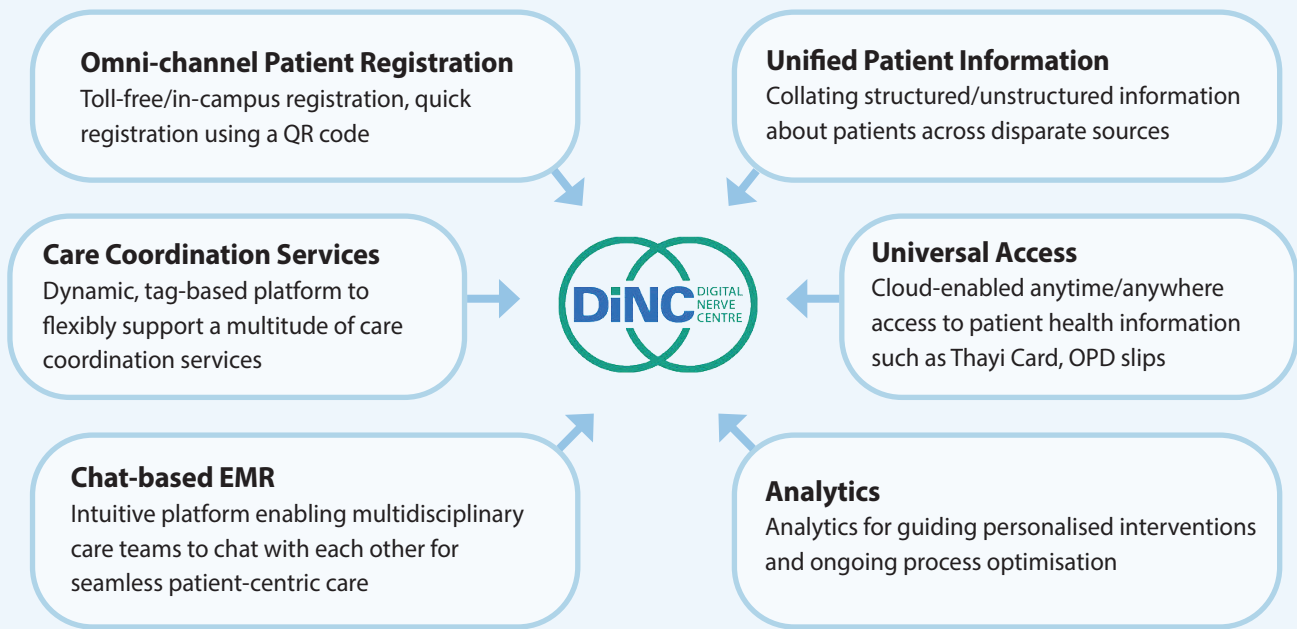 Omni-channel Patient Registration
Toll-free/in-campus registration, quick
registration using a QR code
Unified Patient Information
Collating structured/unstructured information
about patients across disparate sources
Care Coordination Services
Dynamic, tag-based platform to
flexibly support a multitude of care
coordination services
DiNC
DIGITAL
NERVE
CENTRE
Universal Access
Cloud-enabled anytime/anywhere
access to patient health information
such as Thayi Card, OPD slips
Chat-based EMR
Intuitive platform enabling multidisciplinary
care teams to chat with each other for
seamless patient-centric care
Analytics
Analytics for guiding personalised interventions
and ongoing process optimisation